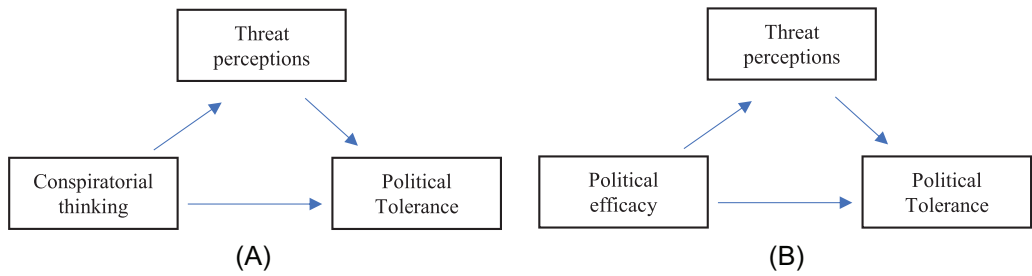 Threat
perceptions
Conspiratorial
thinking
Political
Tolerance
(A)
Threat
perceptions
Political
efficacy
Political
Tolerance
(B)